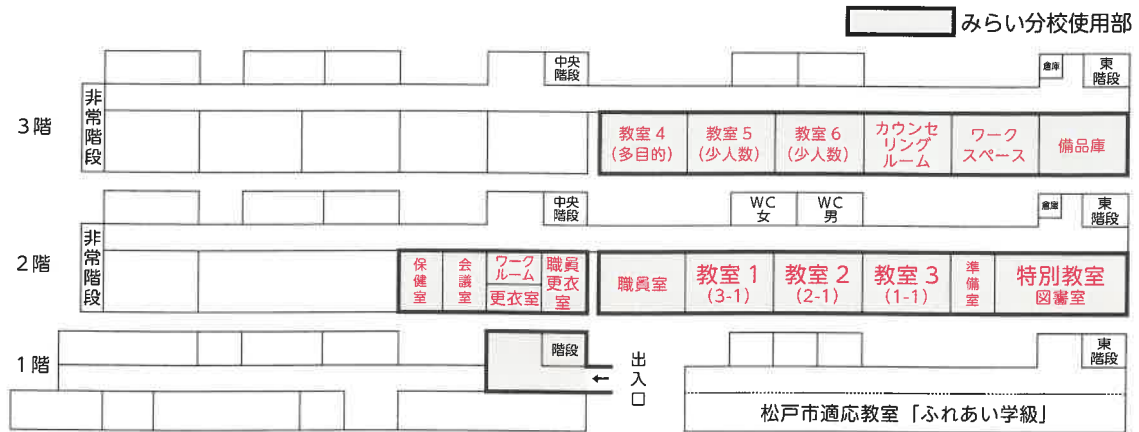 みらい分校使用部
中央
階段
倉庫
東
階段
3階
非常階段
教室4
(多目的)
教室5
(少人数)
教室6
(少人数)
カウンセ
リング
ルーム
ワーク
スペース
備品庫
中央
階段
WC
女
WC
男
倉庫
東
階段
2階
非常階段
保健室
会議室
ワーク
ルーム
更衣室
職員
更衣
室
職員室
教室1
(3-1)
教室2
(2-1)
教室3
(1-1)
準備室
特別教室
図書室
1階
階段
←
出入口
東
階段
松戸市適応教室「ふれあい学級」